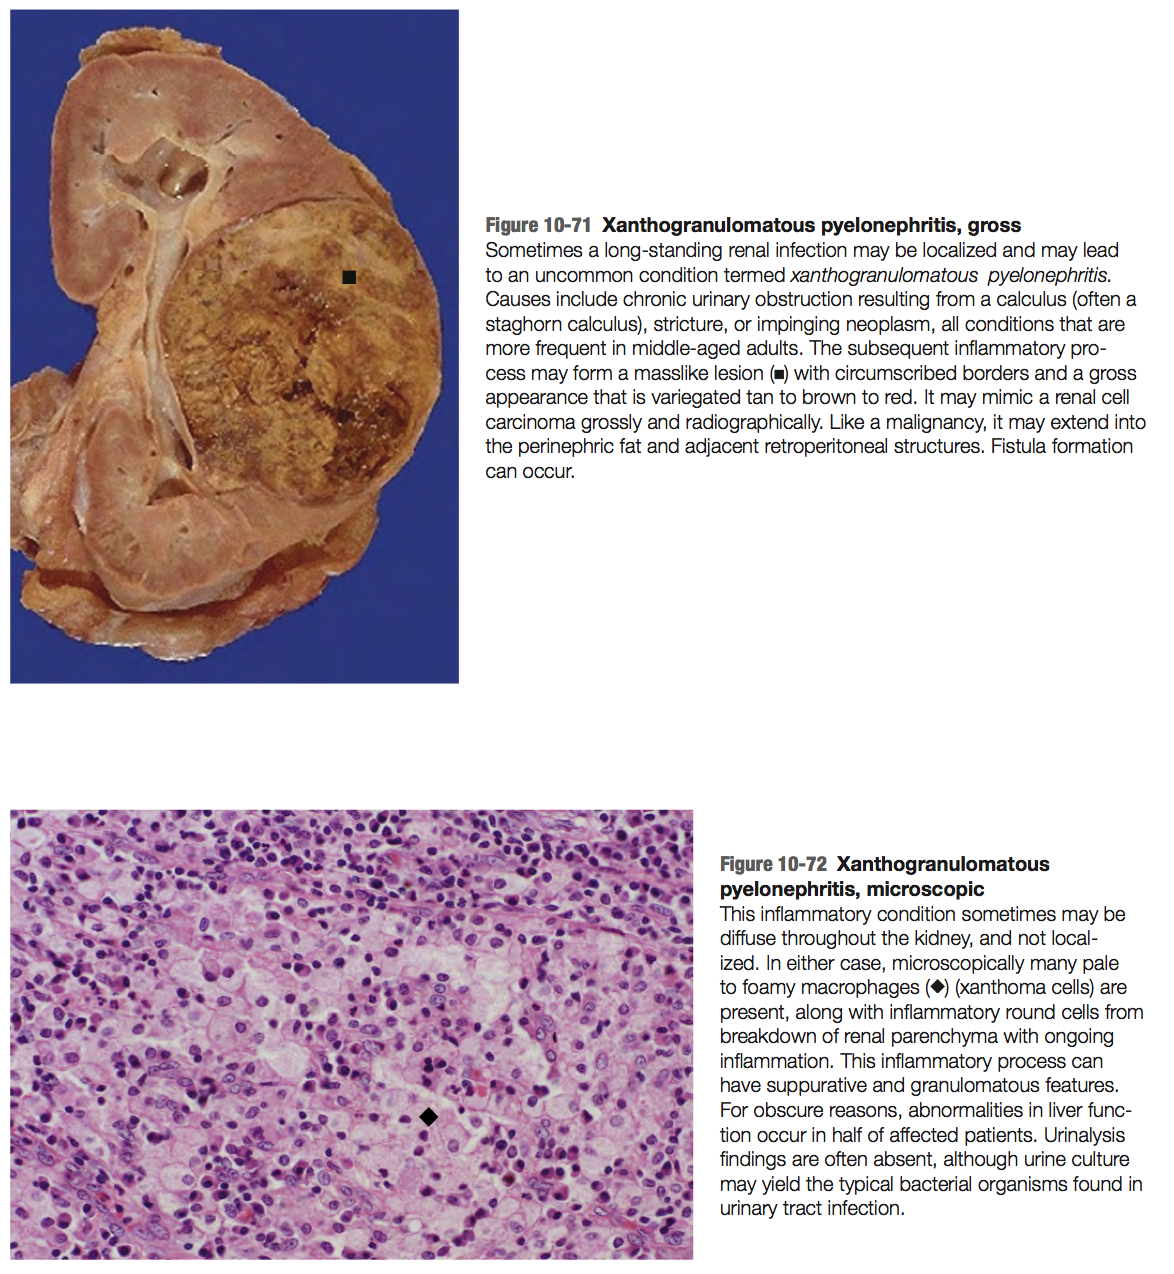 Figure 10-71 Xanthogranulomatous pyelonephritis, gross
Sometimes a long-standing renal infection may be localized and may lead
to an uncommon condition termed xanthogranulomatous pyelonephritis.
Causes include chronic urinary obstruction resulting from a calculus (often a
staghorn calculus), stricture, or impinging neoplasm, all conditions that are
more frequent in middle-aged adults. The subsequent inflammatory pro-
cess may form a masslike lesion (■) with circumscribed borders and a gross
appearance that is variegated tan to brown to red. It may mimic a renal cell
carcinoma grossly and radiographically. Like a malignancy, it may extend into
the perinephric fat and adjacent retroperitoneal structures. Fistula formation
can occur.
Figure 10-72 Xanthogranulomatous
pyelonephritis, microscopic
This inflammatory condition sometimes may be
diffuse throughout the kidney, and not local-
ized. In either case, microscopically many pale
to foamy macrophages (◆) (xanthoma cells) are
present, along with inflammatory round cells from
breakdown of renal parenchyma with ongoing
inflammation. This inflammatory process can
have suppurative and granulomatous features.
For obscure reasons, abnormalities in liver func-
tion occur in half of affected patients. Urinalysis
findings are often absent, although urine culture
may yield the typical bacterial organisms found in
urinary tract infection.